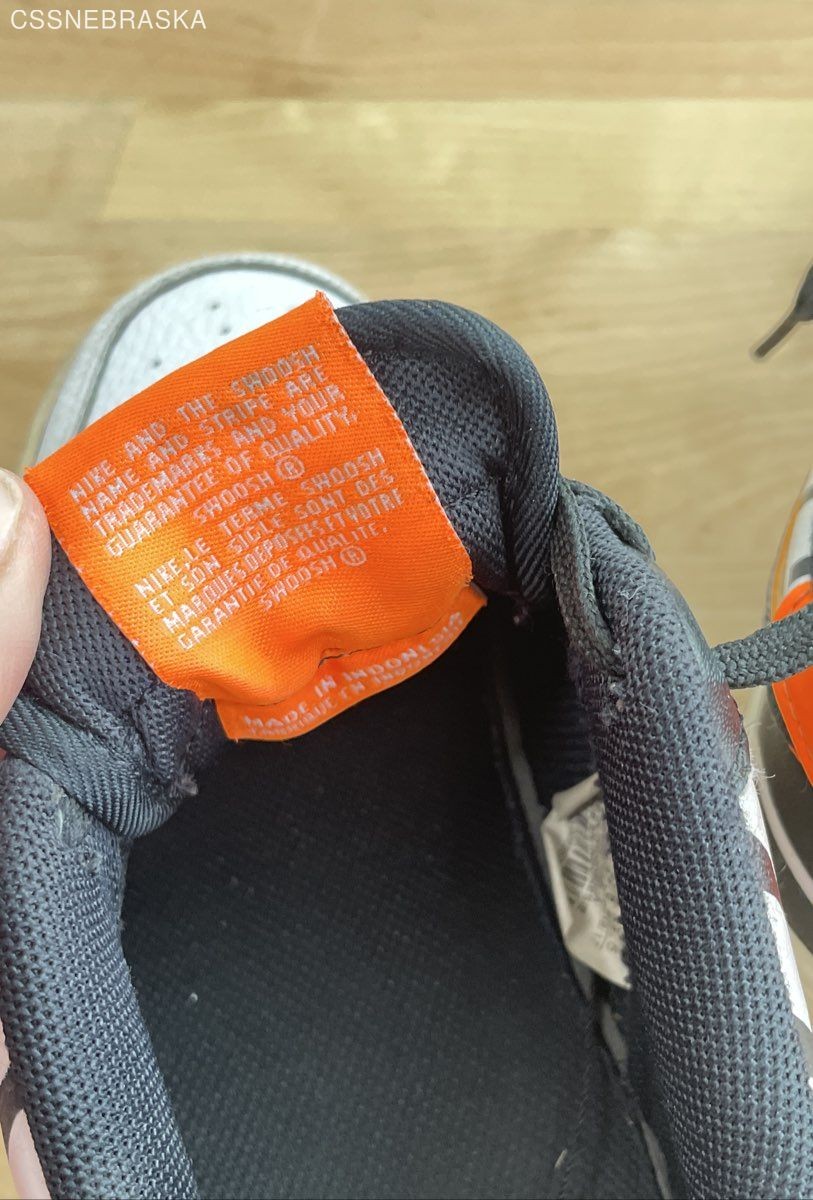 CSSNEBRASKA
NIKE AND THE SWOOSH
NAME AND STRIPE ARE
TRADEMARKS AND YOUR
GUARANTEE OF QUALITY.
SWOOSH ®
NIKE, LE TERME SWOOSH
ET SON SIGLE SONT DES
MARQUES DEPOSEES ET VOTRE
GARANTIE DE QUALITE.
SWOOSH ®
MADE IN INDONESIA